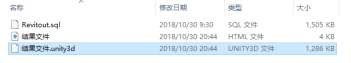 名称 修改日期 类型 大小
Revitout.sql 2018/10/30 9:30 SQL 文件 1,505 KB
结果文件 2018/10/30 20:44 HTML 文件 4 KB
结果文件.unity3d 2018/10/30 20:44 UNITY3D 文件 1,286 KB